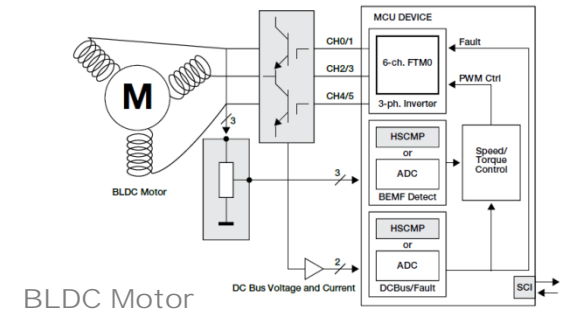 MCU DEVICE
CH0/1
6-ch. FTM0
Fault
CH2/3
PWM Ctrl
CH4/5
3-ph. Inverter
M
3
HSCMP
or
ADC
BEMF Detect
3
Speed/
Torque
Control
BLDC Motor
HSCMP
or
ADC
DCBus/Fault
2
DC Bus Voltage and Current
SCI
BLDC Motor